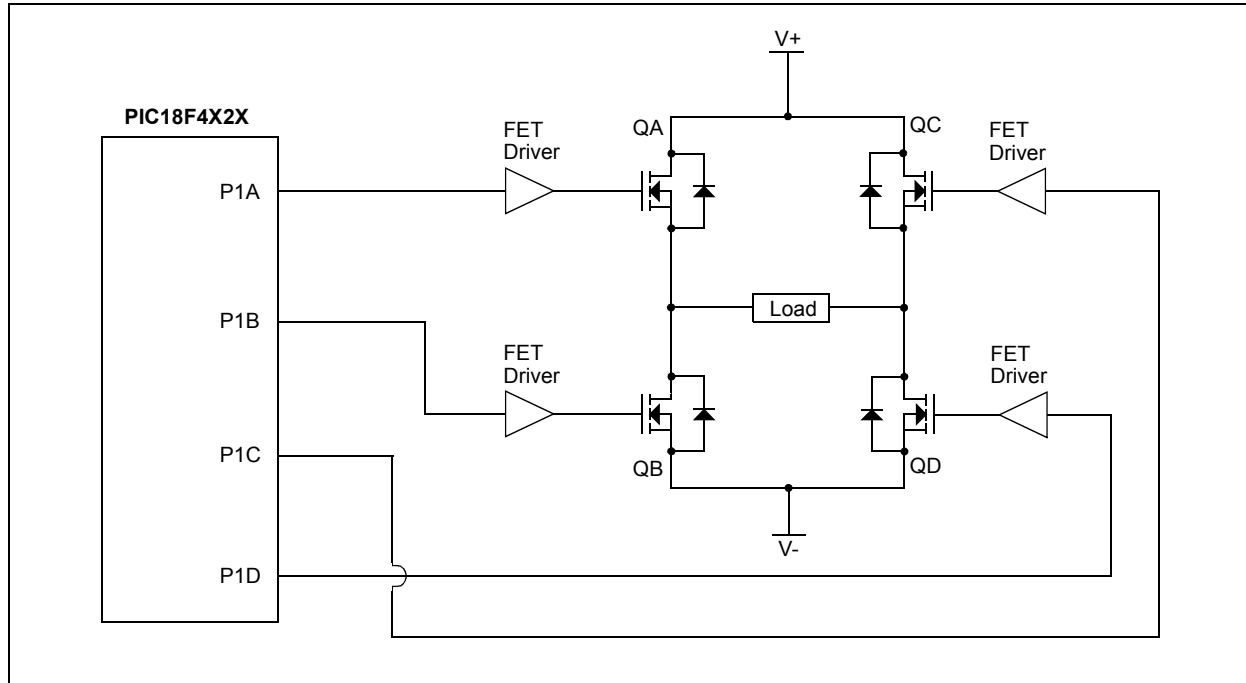 V+
PIC18F4X2X
FET
Driver
QA
QC
FET
Driver
P1A
Load
P1B
FET
Driver
FET
Driver
P1C
QB
QD
V-
P1D